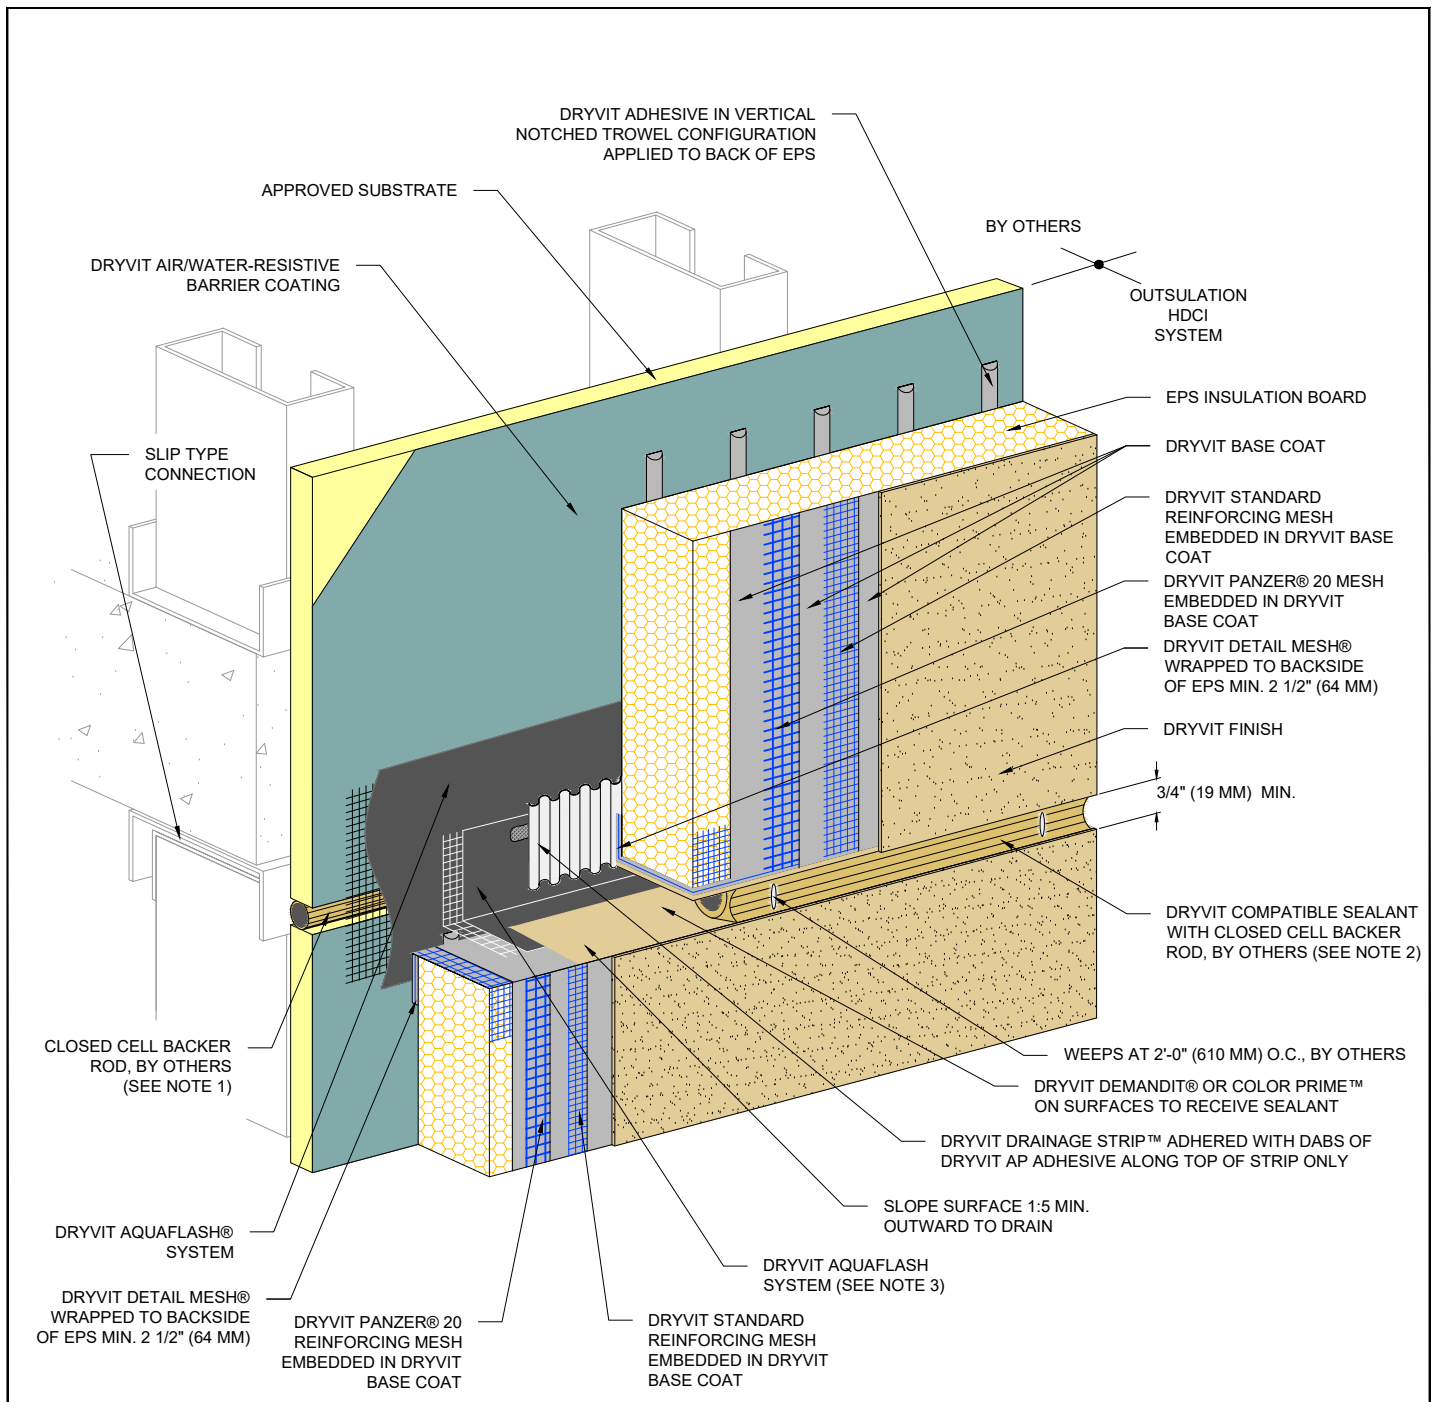 DRYVIT ADHESIVE IN VERTICAL
NOTCHED TROWEL CONFIGURATION
APPLIED TO BACK OF EPS
APPROVED SUBSTRATE
BY OTHERS
DRYVIT AIR/WATER-RESISTIVE
BARRIER COATING
OUTSULATION
HDCI
SYSTEM
EPS INSULATION BOARD
SLIP TYPE
CONNECTION
DRYVIT BASE COAT
DRYVIT STANDARD
REINFORCING MESH
EMBEDDED IN DRYVIT BASE
COAT
DRYVIT PANZER® 20 MESH
EMBEDDED IN DRYVIT
BASE COAT
DRYVIT DETAIL MESH®
WRAPPED TO BACKSIDE
OF EPS MIN. 2 1/2" (64 MM)
DRYVIT FINISH
3/4" (19 MM) MIN.
DRYVIT COMPATIBLE SEALANT
WITH CLOSED CELL BACKER
ROD, BY OTHERS (SEE NOTE 2)
CLOSED CELL BACKER
ROD, BY OTHERS
(SEE NOTE 1)
WEEPS AT 2'-0" (610 MM) O.C., BY OTHERS
DRYVIT DEMANDIT® OR COLOR PRIME™
ON SURFACES TO RECEIVE SEALANT
DRYVIT DRAINAGE STRIP™ ADHERED WITH DABS OF
DRYVIT AP ADHESIVE ALONG TOP OF STRIP ONLY
SLOPE SURFACE 1:5 MIN.
OUTWARD TO DRAIN
DRYVIT AQUAFLASH®
SYSTEM
DRYVIT AQUAFLASH
SYSTEM (SEE NOTE 3)
DRYVIT DETAIL MESH®
WRAPPED TO BACKSIDE
OF EPS MIN. 2 1/2" (64 MM)
DRYVIT PANZER® 20
REINFORCING MESH
EMBEDDED IN DRYVIT
BASE COAT
DRYVIT STANDARD
REINFORCING MESH
EMBEDDED IN DRYVIT
BASE COAT